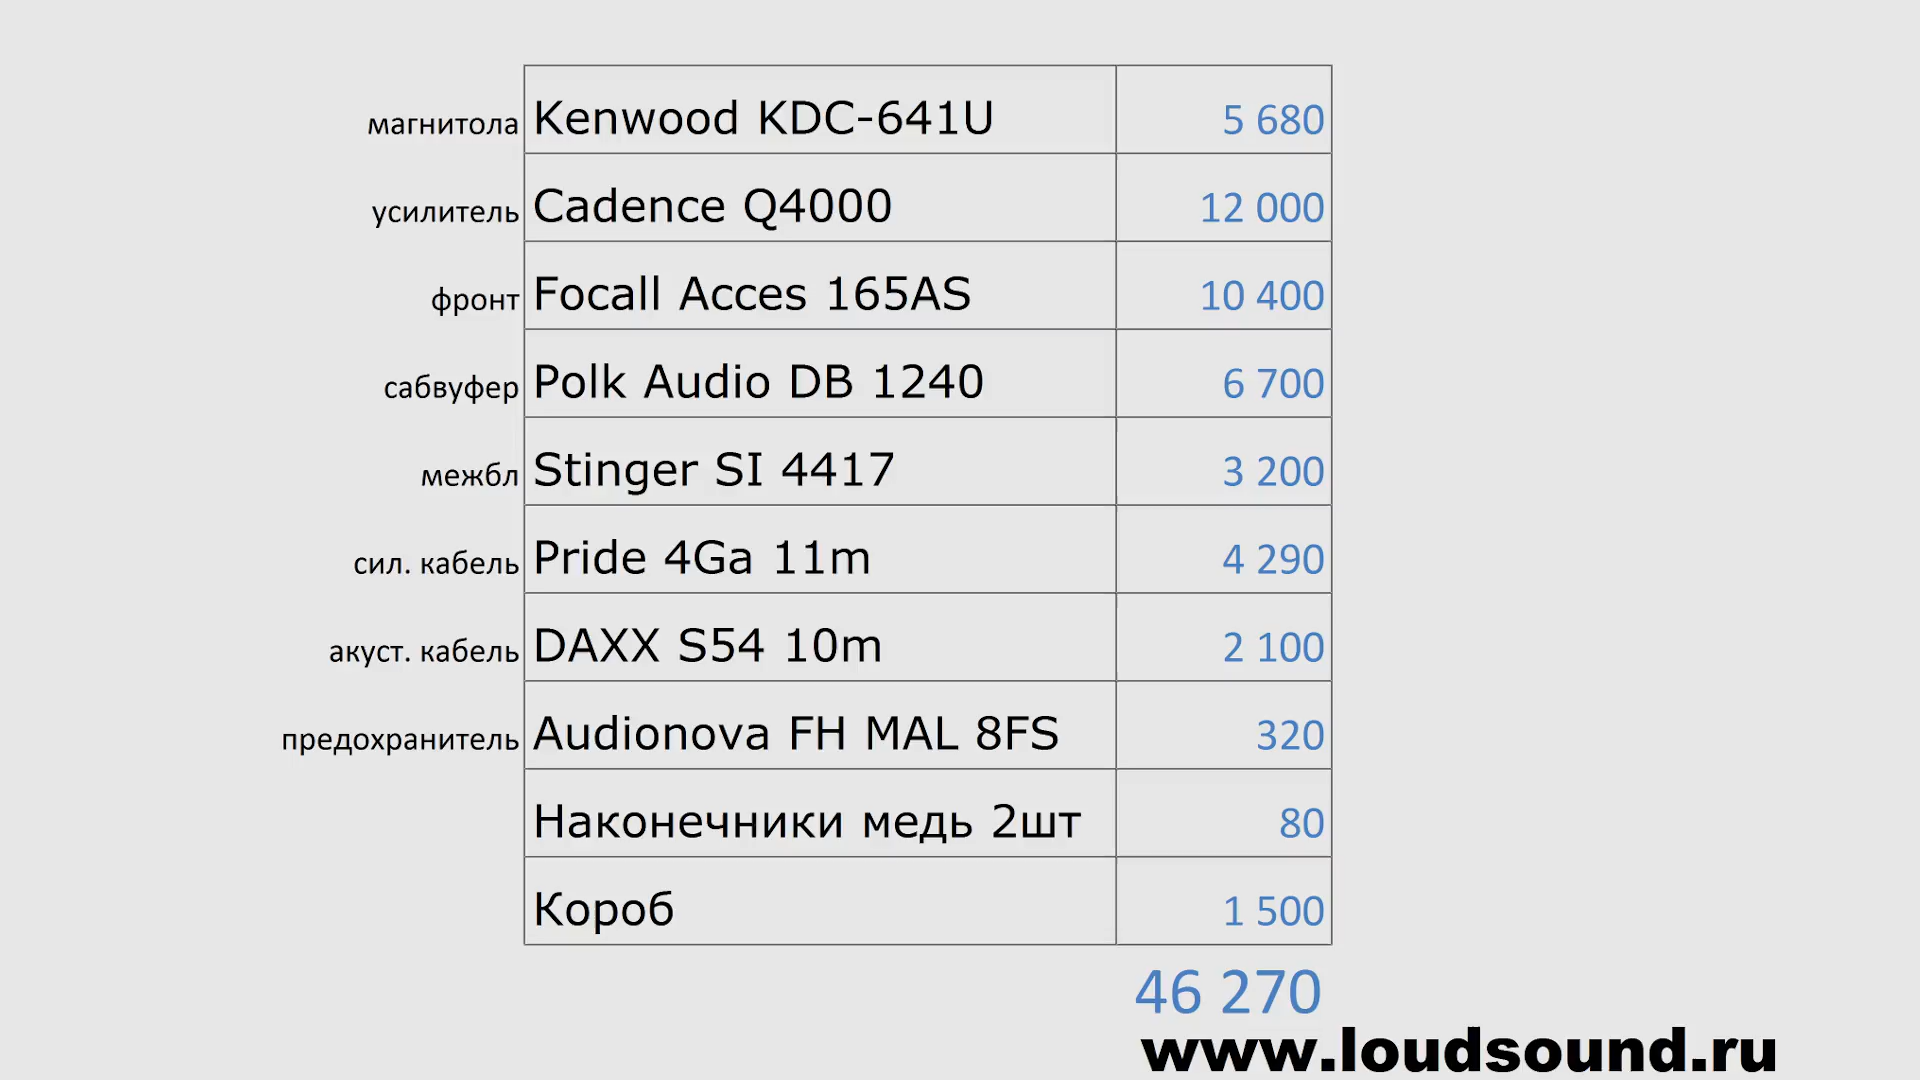 магнитола Kenwood KDC-641U 5 680
усилитель Cadence Q4000 12 000
фронт Focall Acces 165AS 10 400
сабвуфер Polk Audio DB 1240 6 700
межбл Stinger SI 4417 3 200
сил. кабель Pride 4Ga 11m 4 290
акуст. кабель DAXX S54 10m 2 100
предохранитель Audionova FH MAL 8FS 320
Наконечники медь 2шт 80
Короб 1 500
46 270
www.loudsound.ru